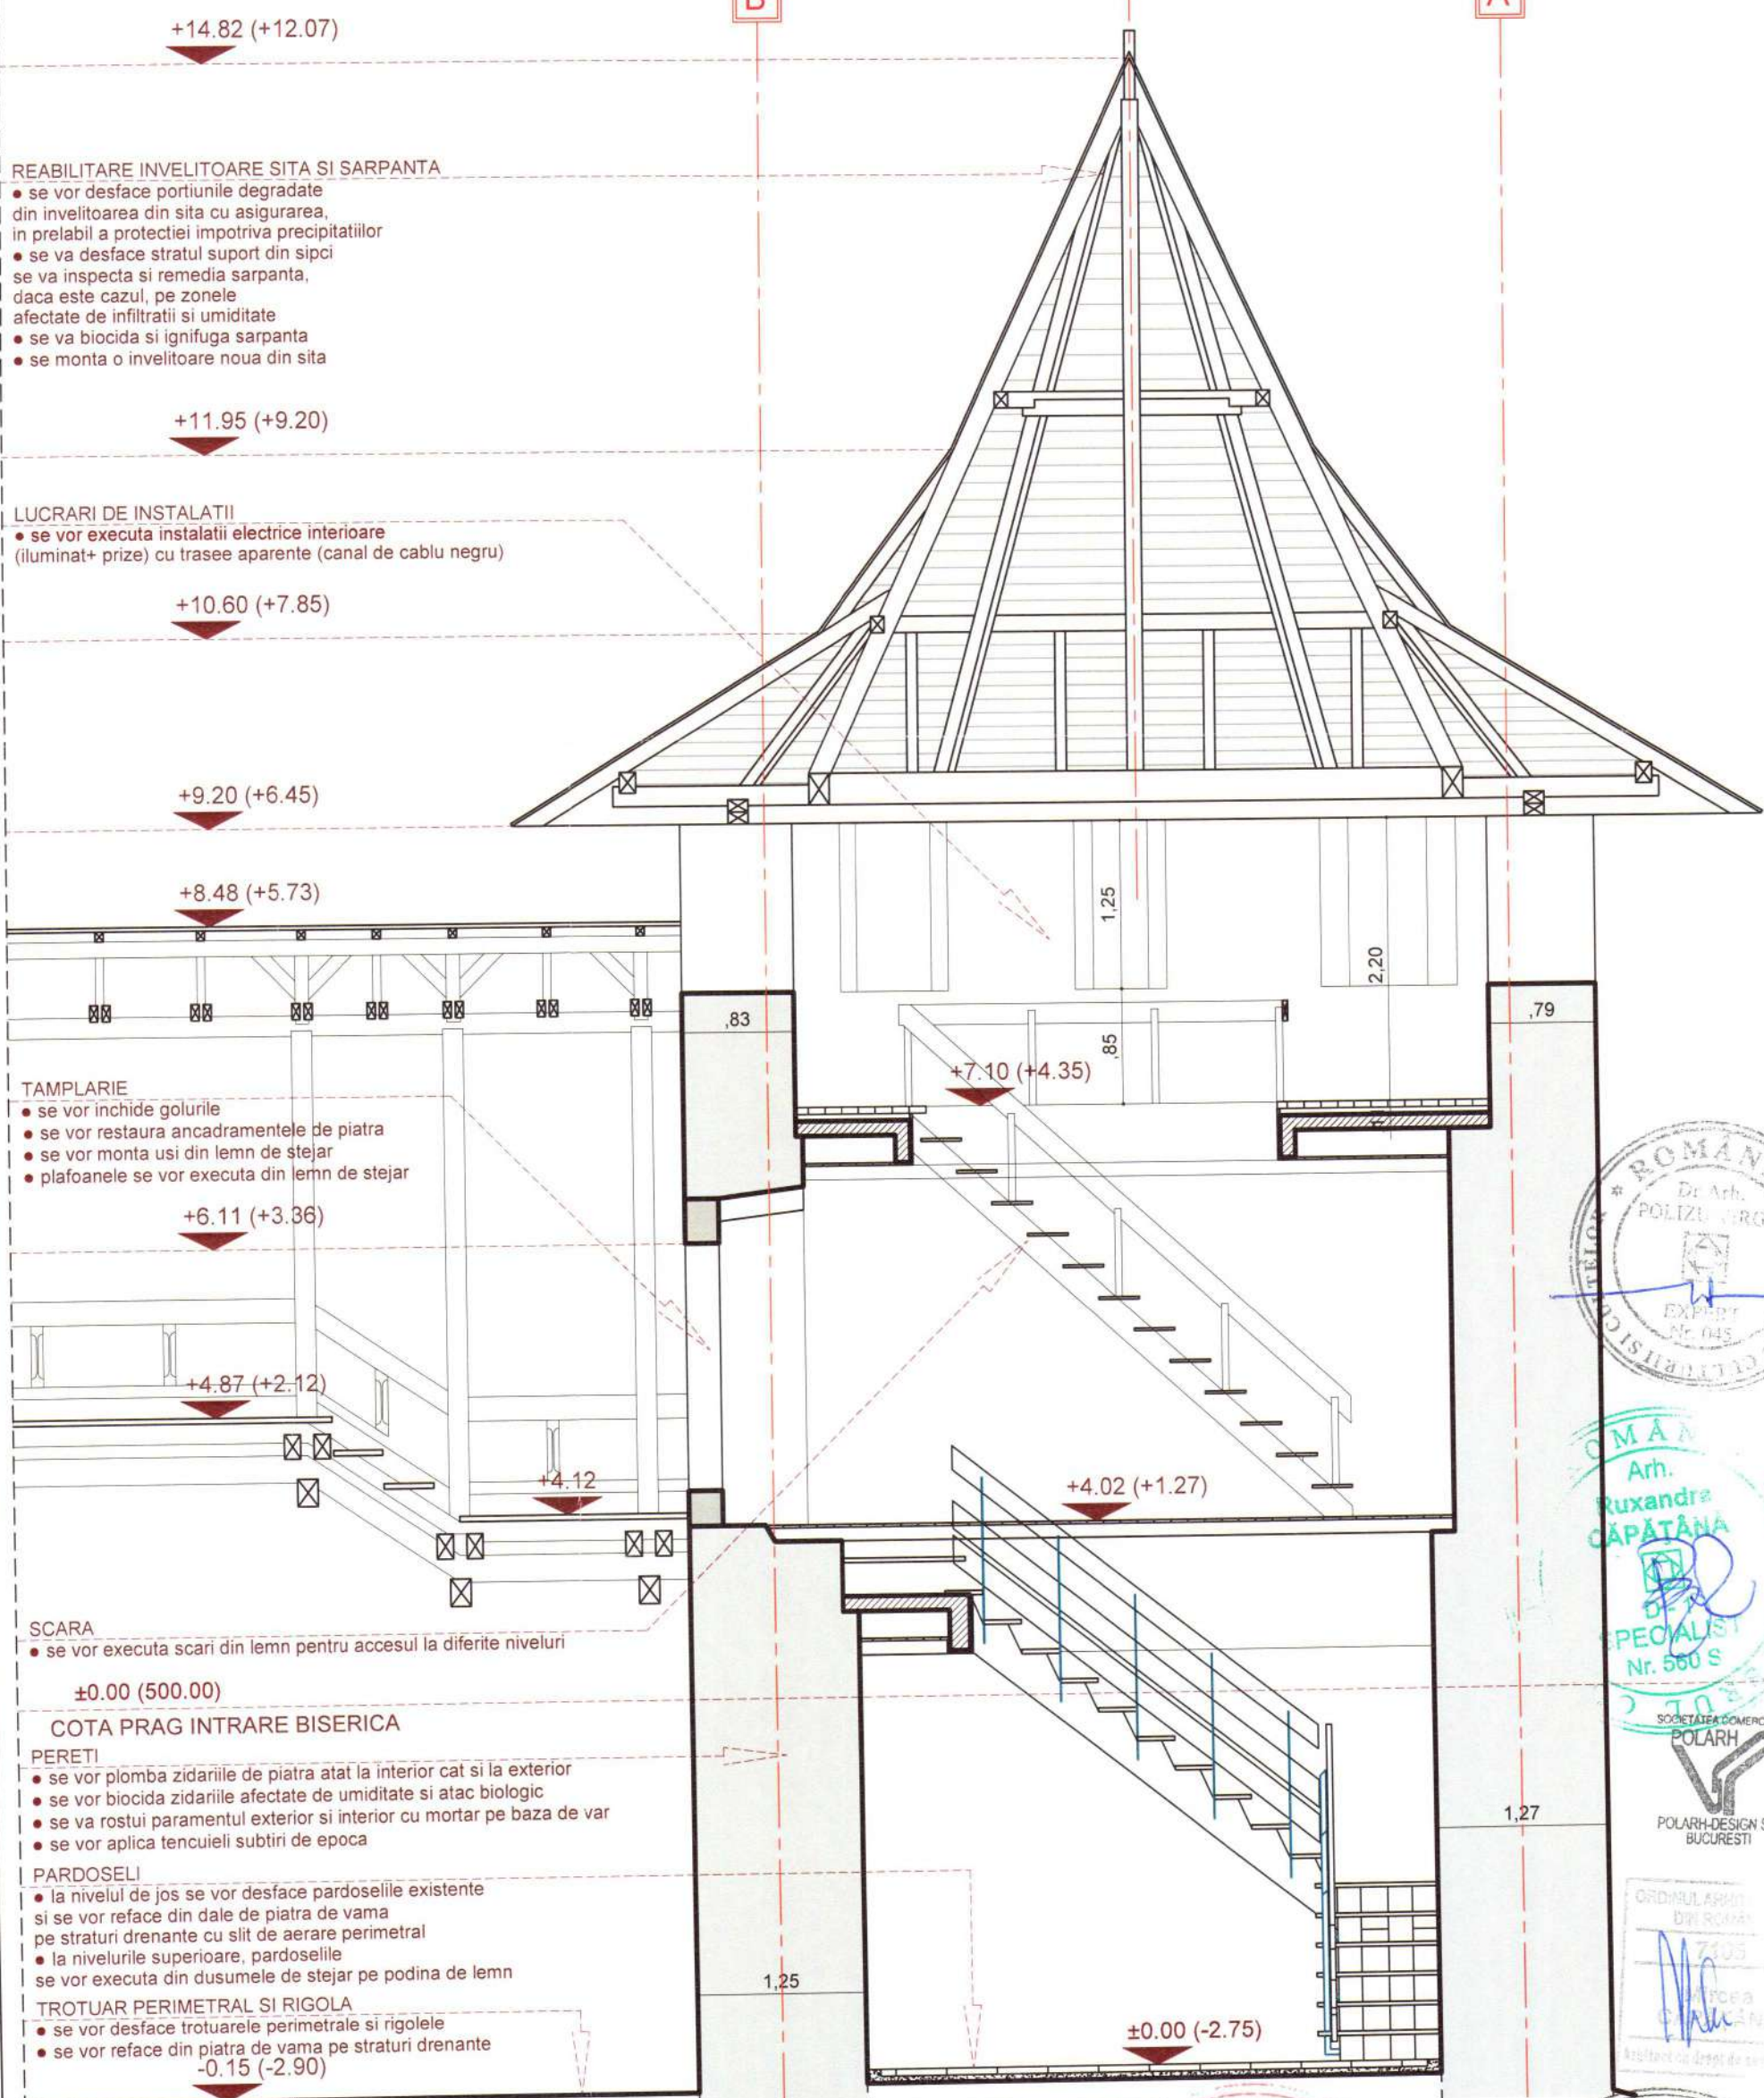 B
A
+14.82 (+12.07)
REABILITARE INVELITOARE SITA SI SARPANTA
• se vor desface portiunile degradate
din invelitoarea din sita cu asigurarea,
in prelabil a protectiei impotriva precipitatiilor
• se va desface stratul suport din sipci
se va inspecta si remedia sarpanta,
daca este cazul, pe zonele
afectate de infiltratii si umiditate
• se va biocida si ignifuga sarpanta
• se monta o invelitoare noua din sita
+11.95 (+9.20)
LUCRARI DE INSTALATII
• se vor executa instalatii electrice interioare
(iluminat+ prize) cu trasee aparente (canal de cablu negru)
+10.60 (+7.85)
+9.20 (+6.45)
+8.48 (+5.73)
1,25
2,20
,83
,79
,85
+7.10 (+4.35)
TAMPLARIE
• se vor inchide golurile
• se vor restaura ancadramentele de piatra
• se vor monta usi din lemn de stejar
• plafoanele se vor executa din lemn de stejar
+6.11 (+3.36)
+4.87 (+2.12)
+4.12
+4.02 (+1.27)
SCARA
• se vor executa scari din lemn pentru accesul la diferite niveluri
±0.00 (500.00)
COTA PRAG INTRARE BISERICA
PERETI
• se vor plomba zidariile de piatra atat la interior cat si la exterior
• se vor biocida zidariile afectate de umiditate si atac biologic
• se va rostui paramentul exterior si interior cu mortar pe baza de var
• se vor aplica tencuieli subtiri de epoca
1,27
PARDOSELI
• la nivelul de jos se vor desface pardoselile existente
si se vor reface din dale de piatra de vama
pe straturi drenante cu slit de aerare perimetral
• la nivelurile superioare, pardoselile
se vor executa din dusumele de stejar pe podina de lemn
1,25
TROTUAR PERIMETRAL SI RIGOLA
• se vor desface trotuarele perimetrale si rigolele
• se vor reface din piatra de vama pe straturi drenante
-0.15 (-2.90)
±0.00 (-2.75)
Dr. Arh.
EXPERT
Nr. 045
Arh.
Ruxandra
CĂPĂȚÂNĂ
Nr. 560 S
SOCIETATEA
POLARH
POLARH-DESIGN
BUCURESTI
Mircea